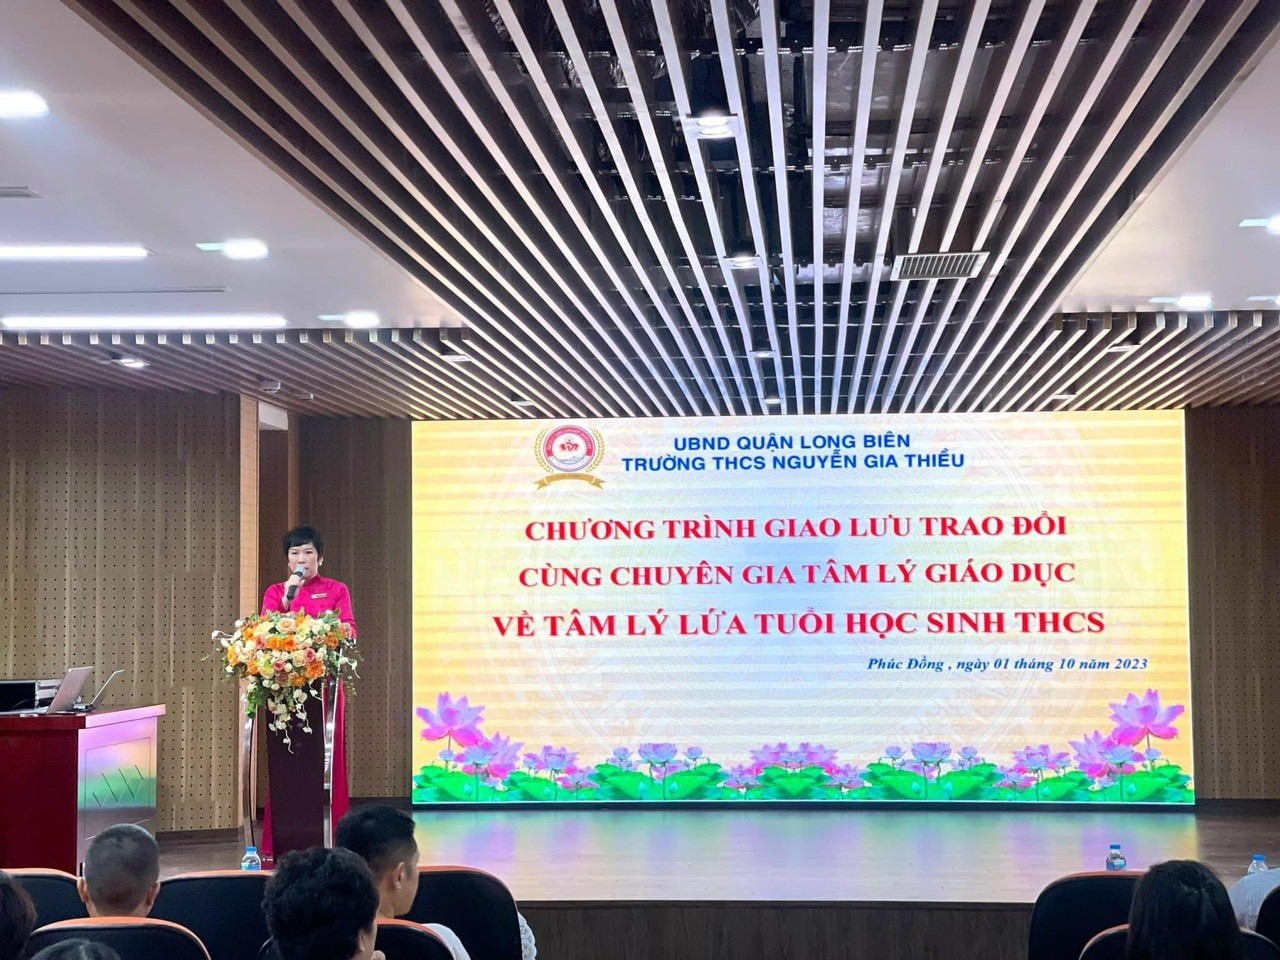 UBND QUẬN LONG BIÊN
TRƯỜNG THCS NGUYỄN GIA THIỀU
CHƯƠNG TRÌNH GIAO LƯU TRAO ĐỔI
CÙNG CHUYÊN GIA TÂM LÝ GIÁO DỤC
VỀ TÂM LÝ LỨA TUỔI HỌC SINH THCS
Phúc Đồng , ngày 01 tháng 10 năm 2023